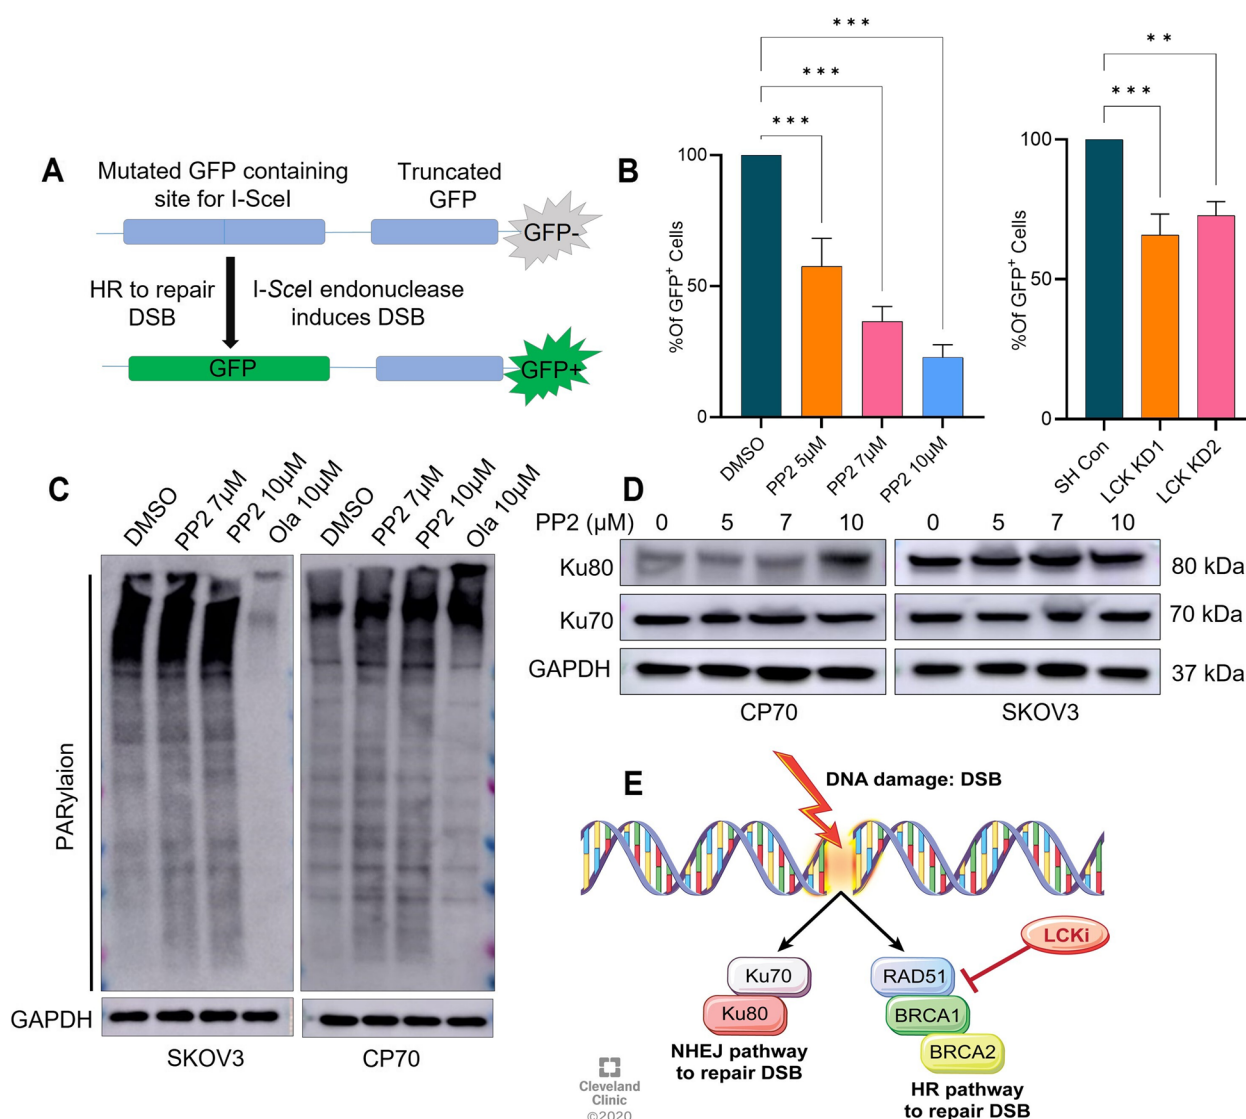 A
Mutated GFP containing
site for I-SceI
Truncated
GFP
GFP-
HR to repair
DSB
I-SceI endonuclease
induces DSB
GFP
GFP+
B
***
***
***
%Of GFP+ Cells
100
50
0
DMSO
PP2 5µM
PP2 7µM
PP2 10µM
**
***
%Of GFP+ Cells
100
50
0
SH Con
LCK KD1
LCK KD2
C
DMSO
PP2 7µM
PP2 10µM
Ola 10µM
DMSO
PP2 7µM
PP2 10µM
Ola 10µM
PARylaion
GAPDH
SKOV3
CP70
D
PP2 (µM) 0 5 7 10 0 5 7 10
Ku80 80 kDa
Ku70 70 kDa
GAPDH 37 kDa
CP70 SKOV3
E
DNA damage: DSB
LCKi
Ku70
Ku80
NHEJ pathway
to repair DSB
RAD51
BRCA1
BRCA2
HR pathway
to repair DSB
Cleveland
Clinic
©2020